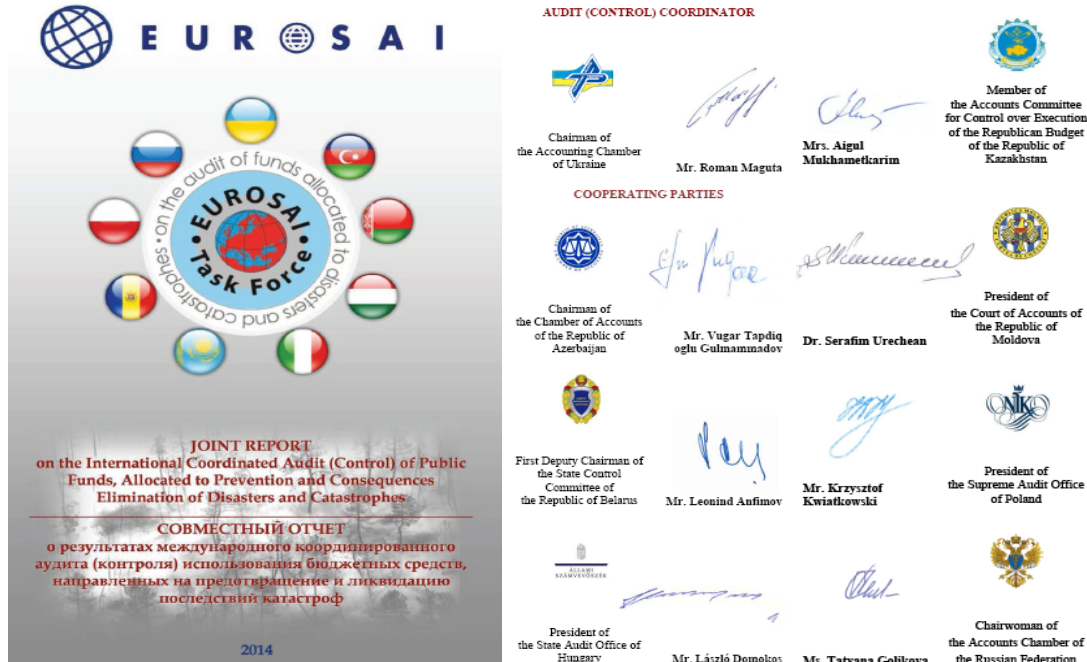 EUROSAI
on the audit of funds allocated to disasters and catastrophes
EUROSAI
Task Force
JOINT REPORT
on the International Coordinated Audit (Control) of Public
Funds, Allocated to Prevention and Consequences
Elimination of Disasters and Catastrophes
СОВМЕСТНЫЙ ОТЧЕТ
о результатах международного координированного
аудита (контроля) использования бюджетных средств,
направленных на предотвращение и ликвидацию
последствий катастроф
2014
AUDIT (CONTROL) COORDINATOR
Chairman of
the Accounting Chamber
of Ukraine
Mr. Roman Maguta
Mrs. Aigul
Mukhametkarim
Member of
the Accounts Committee
for Control over Execution
of the Republican Budget
of the Republic of
Kazakhstan
COOPERATING PARTIES
Chairman of
the Chamber of Accounts
of the Republic of
Azerbaijan
Mr. Vugar Tapdiq
oglu Gulmammadov
Dr. Serafim Urechean
President of
the Court of Accounts of
the Republic of
Moldova
First Deputy Chairman of
the State Control
Committee of
the Republic of Belarus
Mr. Leonind Anfimov
Mr. Krzysztof
Kwiatkowski
NIK
President of
the Supreme Audit Office
of Poland
ÁLLAMI
SZÁMVEVŐSZÉK
President of
the State Audit Office of
Hungary
Mr. László Domokos
Ms. Tatyana Golikova
Chairwoman of
the Accounts Chamber of
the Russian Federation